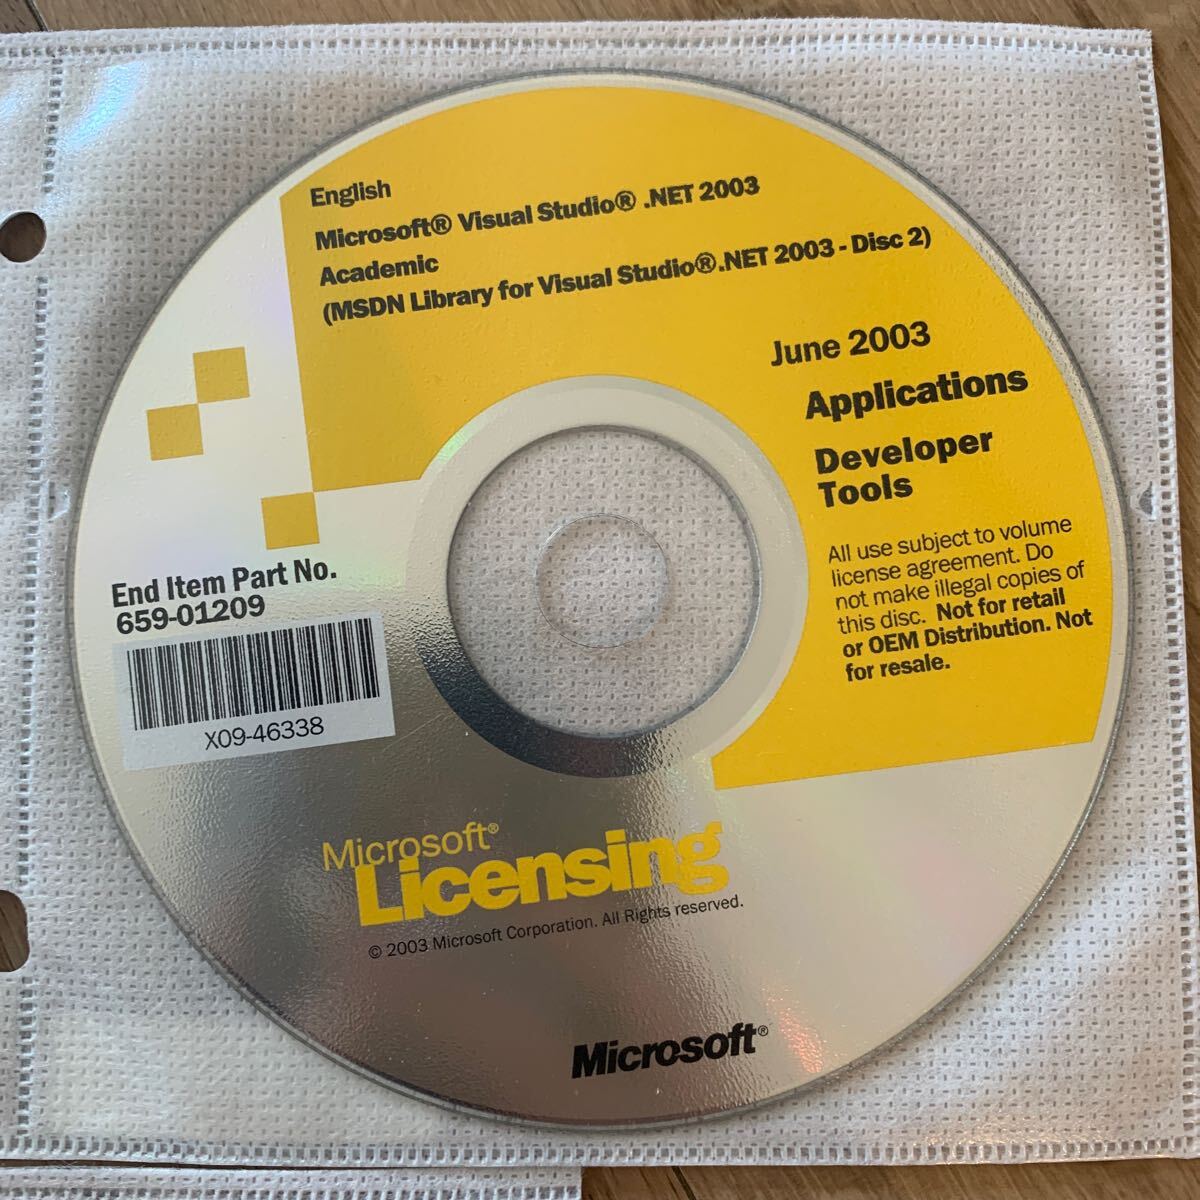 English
Microsoft® Visual Studio® .NET 2003
Academic
(MSDN Library for Visual Studio®.NET 2003 - Disc 2)
June 2003
Applications
Developer
Tools
All use subject to volume
license agreement. Do
not make illegal copies of
this disc. Not for retail
or OEM Distribution. Not
for resale.
End Item Part No.
659-01209
X09-46338
Microsoft®
Licensing
© 2003 Microsoft Corporation. All Rights reserved.
Microsoft®